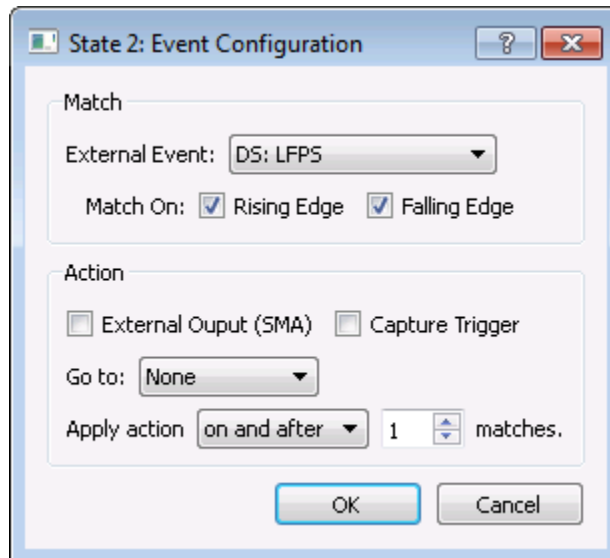 State 2: Event Configuration
Match
External Event: DS: LFPS
Match On: Rising Edge Falling Edge
Action
External Ouput (SMA) Capture Trigger
Go to: None
Apply action on and after 1 matches.
OK Cancel